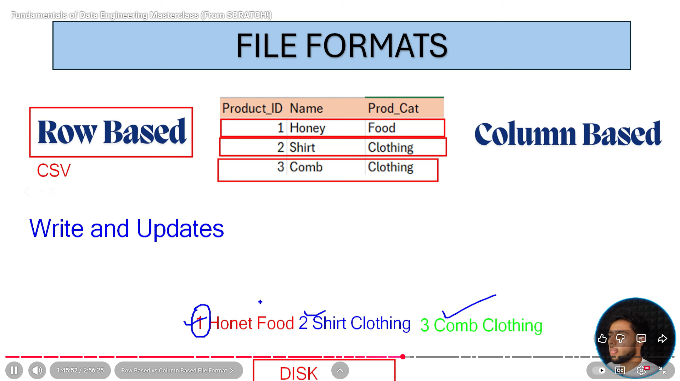 Fundamentals of Data Engineering Masterclass (From SCRATCH!)
FILE FORMATS
Product_ID Name Prod_Cat
1 Honey Food
2 Shirt Clothing
3 Comb Clothing
Row Based
Column Based
CSV
Write and Updates
1 Honet Food 2 Shirt Clothing 3 Comb Clothing
DISK
Row Based vs Column Based File Format